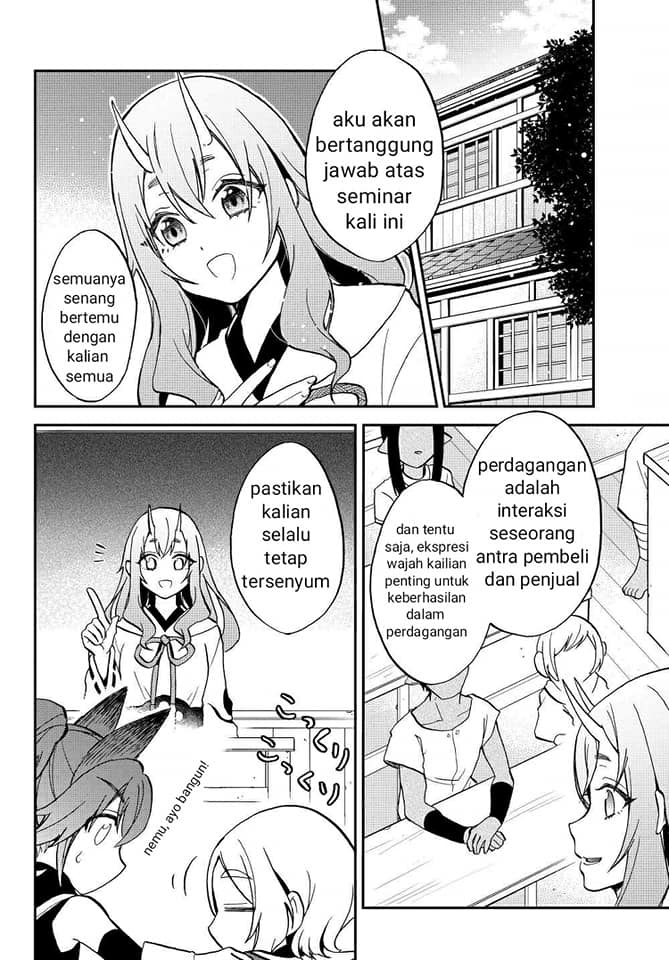 aku akan
bertanggung
jawab atas
seminar
kali ini
semuanya
senang
bertemu
dengan
kalian
semua
perdagangan
adalah
interaksi
seseorang
antra pembeli
dan penjual
dan tentu
saja, ekspresi
wajah kailian
penting untuk
keberhasilan
dalam
perdagangan
pastikan
kalian
selalu
tetap
tersenyum
こっくり
こっくり
nemu, ayo bangun!